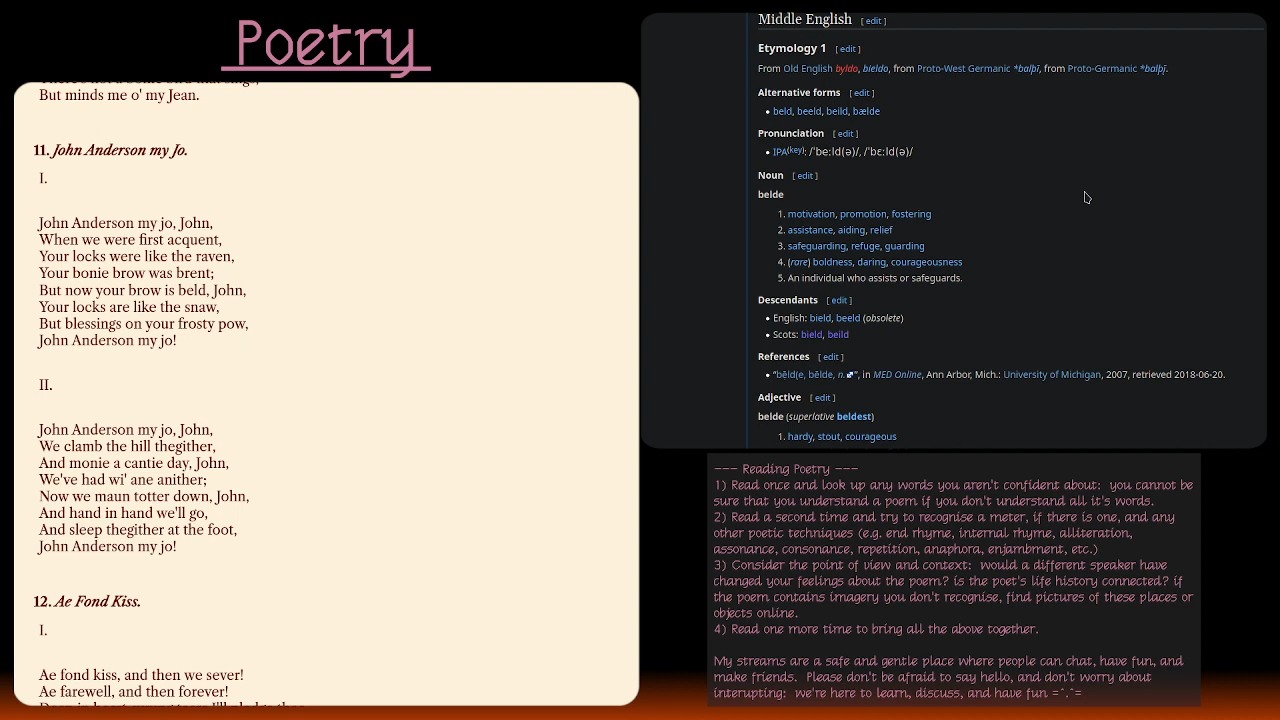 Poetry
But minds me o' my Jean.
11. John Anderson my Jo.
I.
John Anderson my jo, John,
When we were first acquent,
Your locks were like the raven,
Your bonie brow was brent;
But now your brow is beld, John,
Your locks are like the snaw,
But blessings on your frosty pow,
John Anderson my jo!
II.
John Anderson my jo, John,
We clamb the hill thegither,
And monie a cantie day, John,
We've had wi' ane anither;
Now we maun totter down, John,
And hand in hand we'll go,
And sleep thegither at the foot,
John Anderson my jo!
12. Ae Fond Kiss.
I.
Ae fond kiss, and then we sever!
Ae farewell, and then forever!
Middle English [ edit ]
Etymology 1 [ edit ]
From Old English byldo, bieldo, from Proto-West Germanic *balþī, from Proto-Germanic *balþį̄.
Alternative forms [ edit ]
• beld, beeld, beild, bælde
Pronunciation [ edit ]
• IPA(key): /ˈbeːld(ə)/, /ˈbɛːld(ə)/
Noun [ edit ]
belde
1. motivation, promotion, fostering
2. assistance, aiding, relief
3. safeguarding, refuge, guarding
4. (rare) boldness, daring, courageousness
5. An individual who assists or safeguards.
Descendants [ edit ]
• English: bield, beeld (obsolete)
• Scots: bield, beild
References [ edit ]
• “bēld(e, bēlde, n.”, in MED Online, Ann Arbor, Mich.: University of Michigan, 2007, retrieved 2018-06-20.
Adjective [ edit ]
belde (superlative beldest)
1. hardy, stout, courageous
--- Reading Poetry ---
1) Read once and look up any words you aren't confident about: you cannot be
sure that you understand a poem if you don't understand all it's words.
2) Read a second time and try to recognise a meter, if there is one, and any
other poetic techniques (e.g. end rhyme, internal rhyme, alliteration,
assonance, consonance, repetition, anaphora, enjambment, etc.)
3) Consider the point of view and context: would a different speaker have
changed your feelings about the poem? is the poet's life history connected? if
the poem contains imagery you don't recognise, find pictures of these places or
objects online.
4) Read one more time to bring all the above together.
My streams are a safe and gentle place where people can chat, have fun, and
make friends. Please don't be afraid to say hello, and don't worry about
interupting: we're here to learn, discuss, and have fun =^.^=